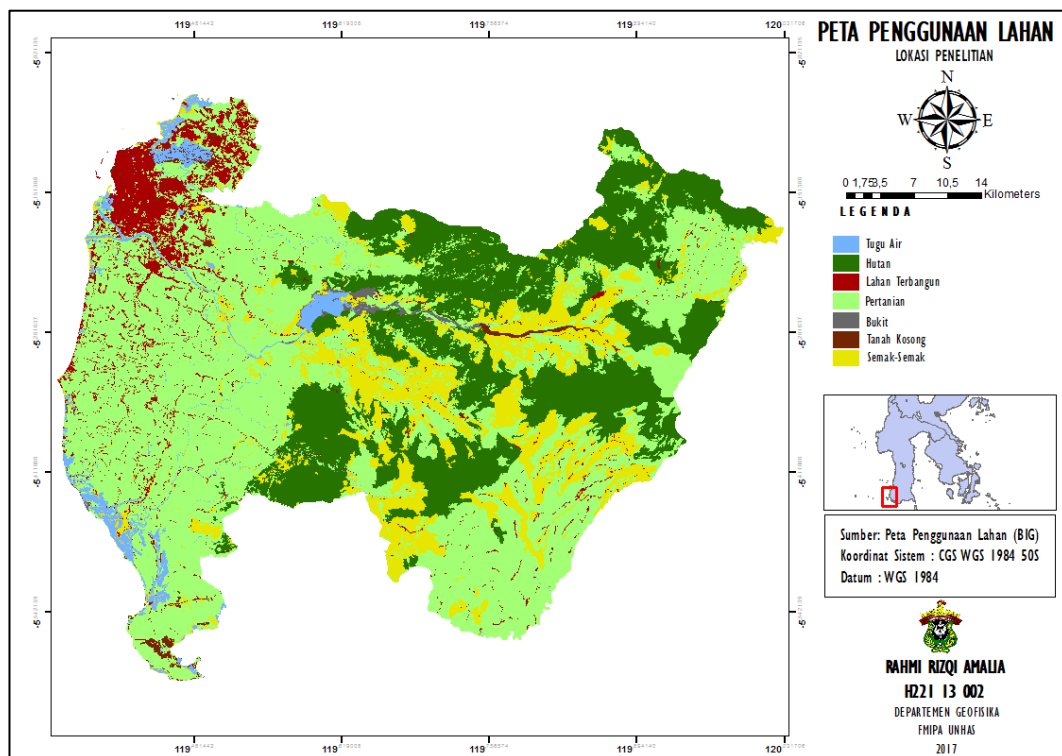 PETA PENGGUNAAN LAHAN
LOKASI PENELITIAN
N
W E
S
0 1,75 3,5 7 10,5 14
Kilometers
LEGENDA
Tugu Air
Hutan
Lahan Terbangun
Pertanian
Bukit
Tanah Kosong
Semak-Semak
Sumber: Peta Penggunaan Lahan (BIG)
Koordinat Sistem : CGS WGS 1984 50S
Datum : WGS 1984
RAHMI RIZQI AMALIA
H221 13 002
DEPARTEMEN GEOFISIKA
FMIPA UNHAS
2017